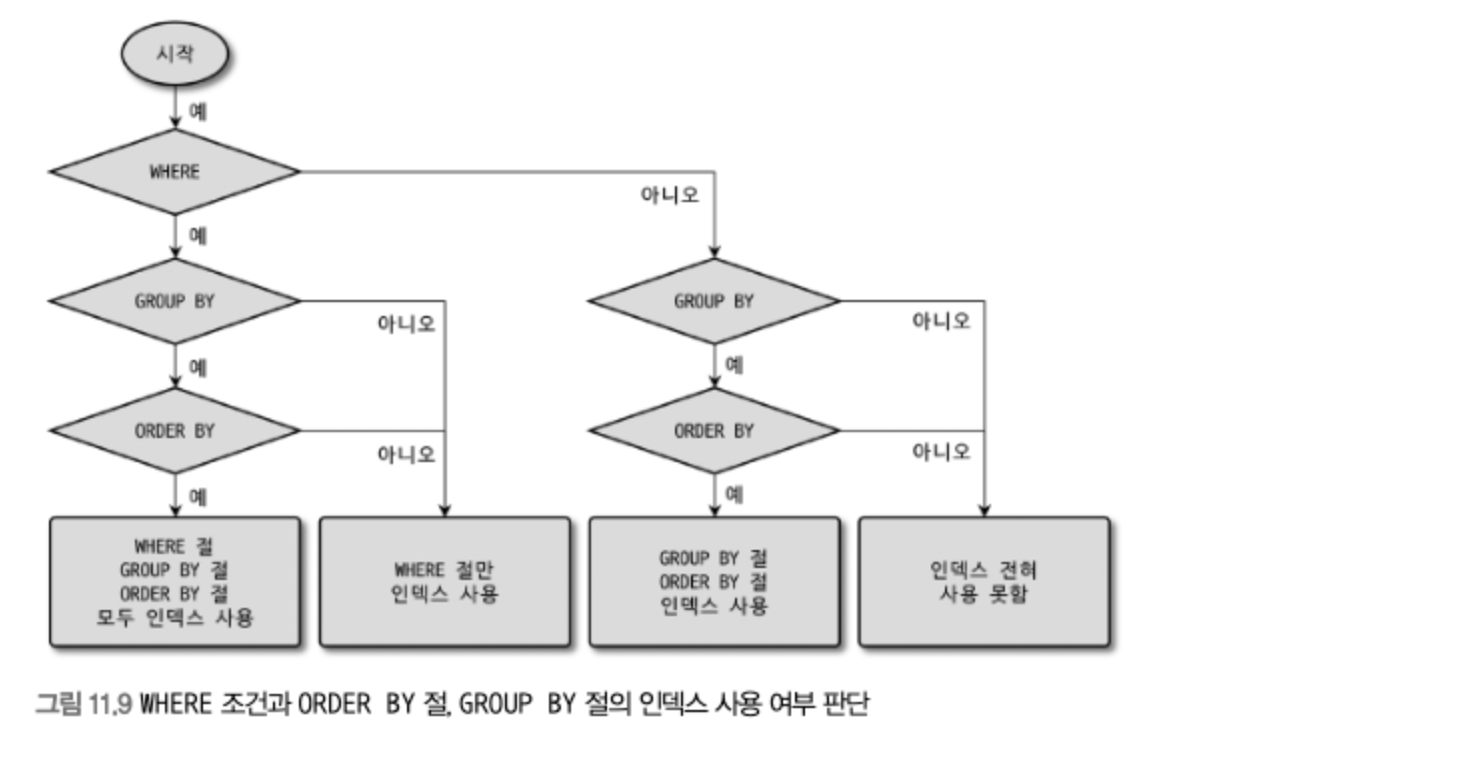 시작
예
WHERE
아니오
예
GROUP BY
아니오
GROUP BY
아니오
예
예
ORDER BY
아니오
ORDER BY
아니오
예
예
WHERE 절
GROUP BY 절
ORDER BY 절
모두 인덱스 사용
WHERE 절만
인덱스 사용
GROUP BY 절
ORDER BY 절
인덱스 사용
인덱스 전혀
사용 못함
그림 11.9 WHERE 조건과 ORDER BY 절, GROUP BY 절의 인덱스 사용 여부 판단